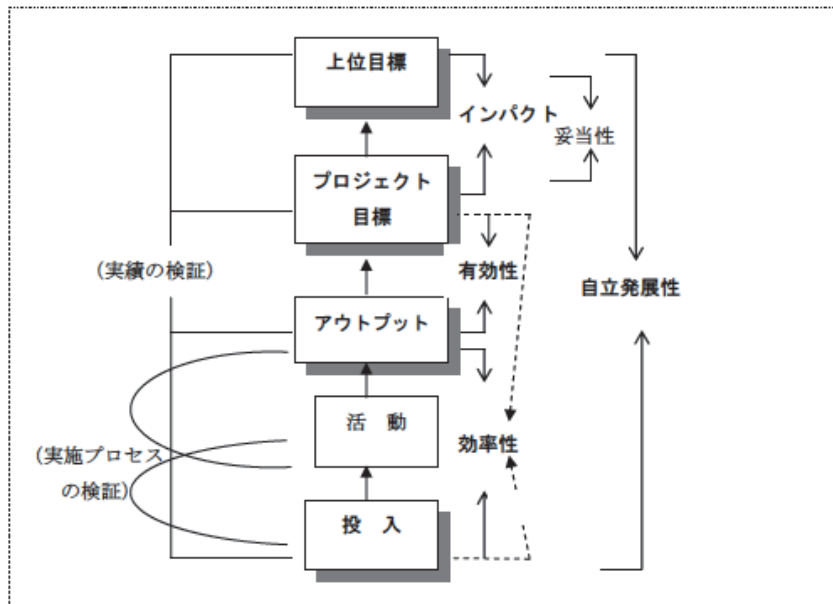 上位目標
インパクト
妥当性
プロジェクト
目標
(実績の検証)
有効性
自立発展性
アウトプット
活 動
効率性
(実施プロセス
の検証)
投 入